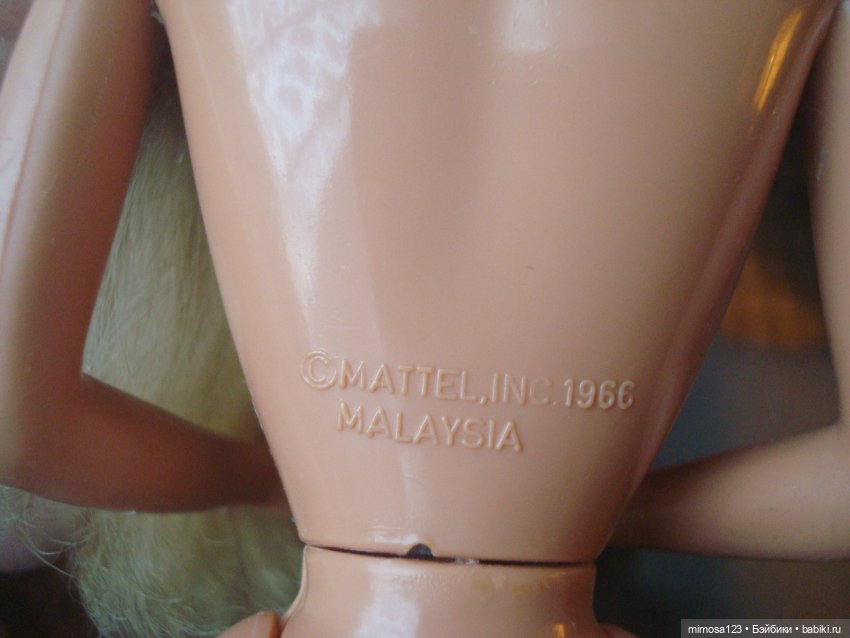 ©MATTEL,INC.1966
MALAYSIA
mimosa123 • Бэйбики • babiki.ru